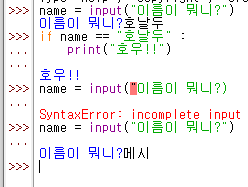 >>> name = input("이름이 뭐니?")
이름이 뭐니?호날두
>>> if name == "호날두" :
...     print("호우!!")
...
호우!!
>>> name = input("이름이 뭐니?)
...
SyntaxError: incomplete input
>>> name = input("이름이 뭐니?")
...
이름이 뭐니?메시
>>>